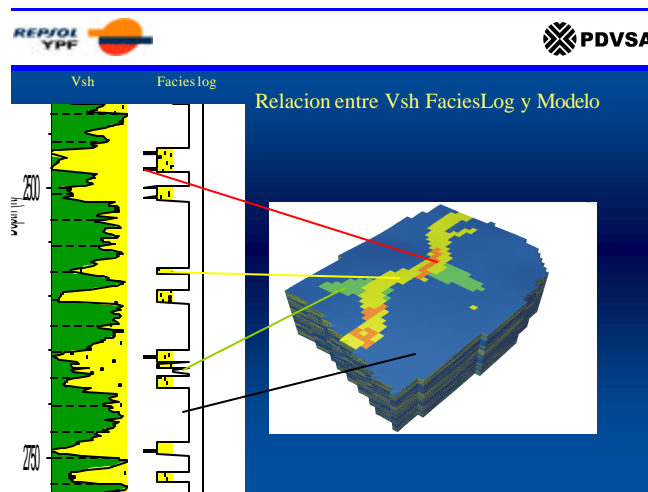 REPSOL
YPF
PDVSA
Vsh
Facies log
Relacion entre Vsh FaciesLog y Modelo
2500
2750